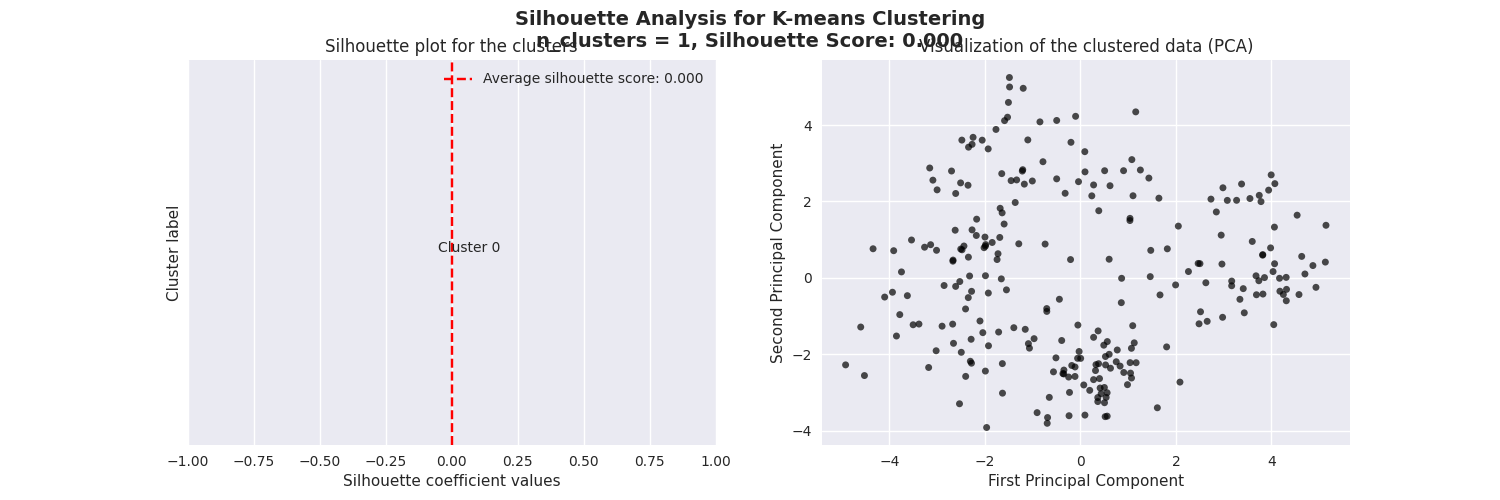 Silhouette Analysis for K-means Clustering
n_clusters = 1, Silhouette Score: 0.000
Silhouette plot for the clusters
Average silhouette score: 0.000
Cluster 0
Cluster label
−1.00 −0.75 −0.50 −0.25 0.00 0.25 0.50 0.75 1.00
Silhouette coefficient values
Visualization of the clustered data (PCA)
4
2
0
−2
−4
Second Principal Component
−4 −2 0 2 4
First Principal Component